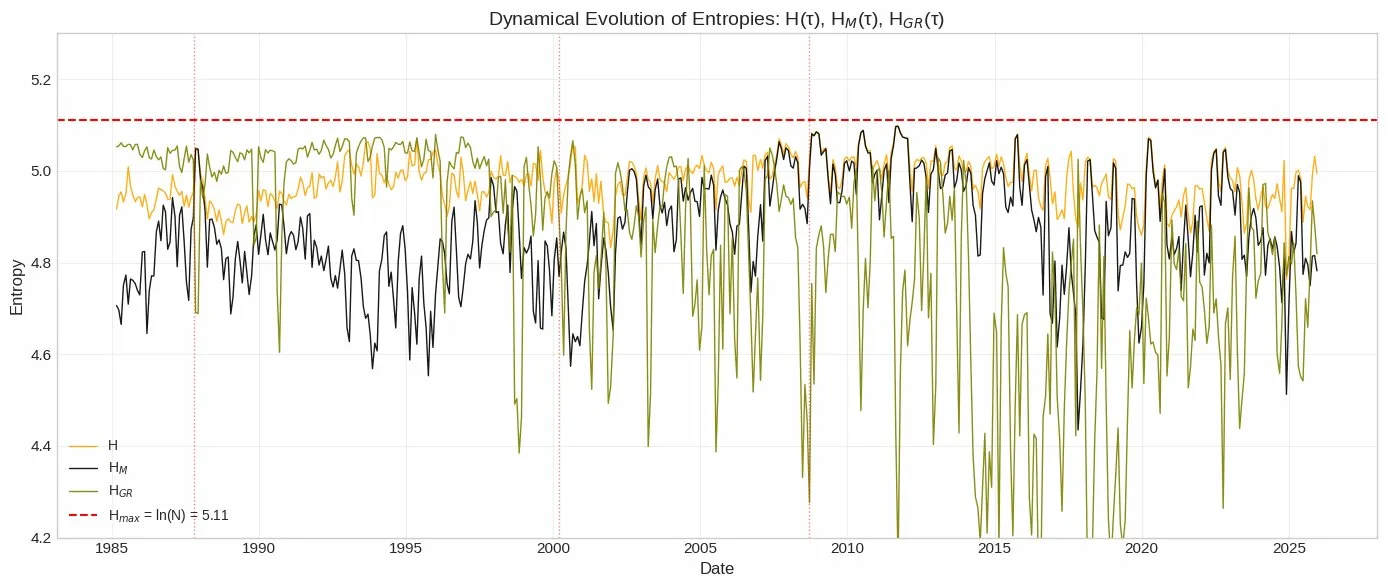 Dynamical Evolution of Entropies: H(τ), H_M(τ), H_GR(τ)
Entropy
5.2
5.0
4.8
4.6
4.4
4.2
H
H_M
H_GR
H_max = ln(N) = 5.11
1985 1990 1995 2000 2005 2010 2015 2020 2025
Date